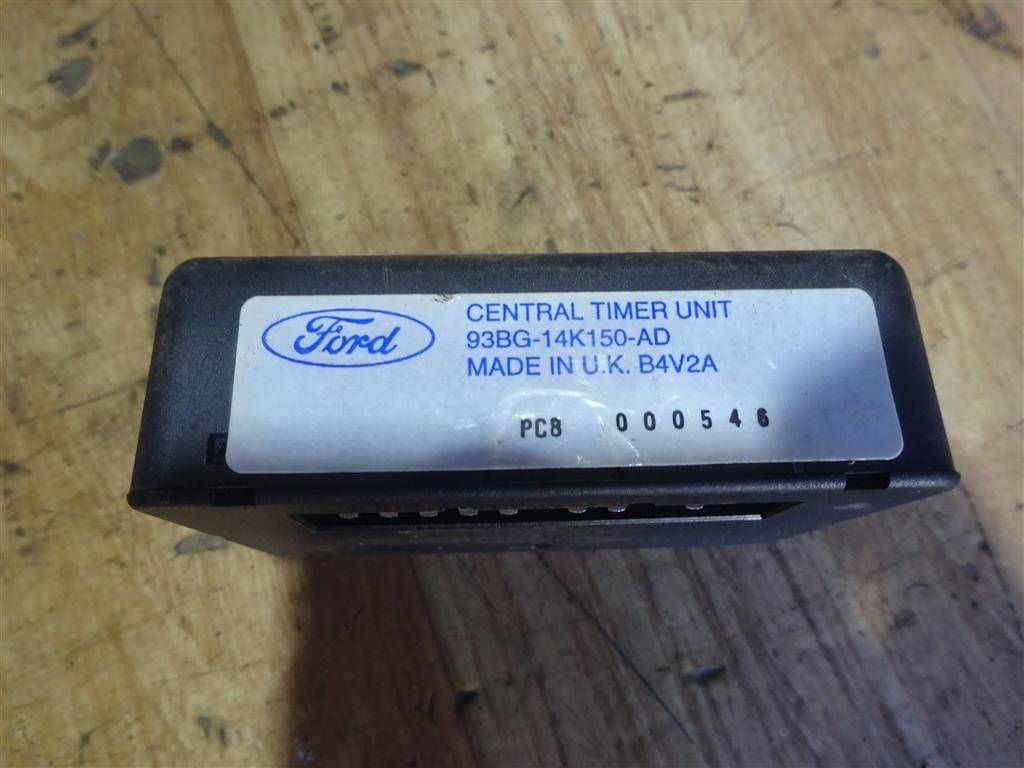 Ford
CENTRAL TIMER UNIT
93BG-14K150-AD
MADE IN U.K. B4V2A
PC8 000546